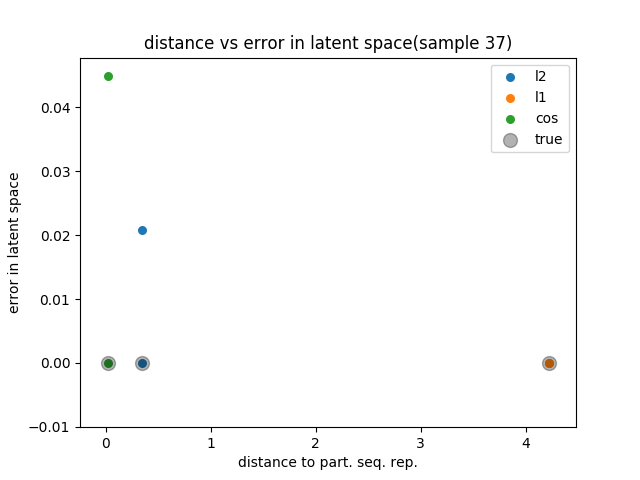 distance vs error in latent space(sample 37)
l2
l1
cos
true
error in latent space
0.04
0.03
0.02
0.01
0.00
−0.01
0
1
2
3
4
distance to part. seq. rep.